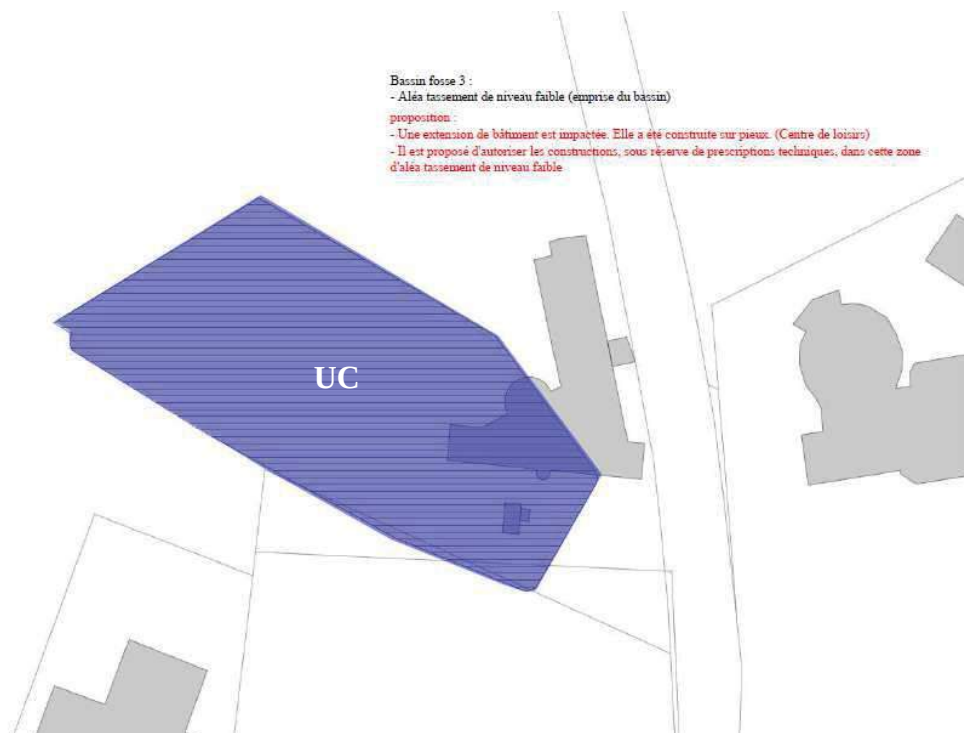 Bassin fosse 3 :
- Aléa tassement de niveau faible (emprise du bassin)
proposition :
- Une extension de bâtiment est impactée. Elle a été construite sur pieux. (Centre de loisirs)
- Il est proposé d'autoriser les constructions, sous réserve de prescriptions techniques, dans cette zone
d'aléa tassement de niveau faible
UC